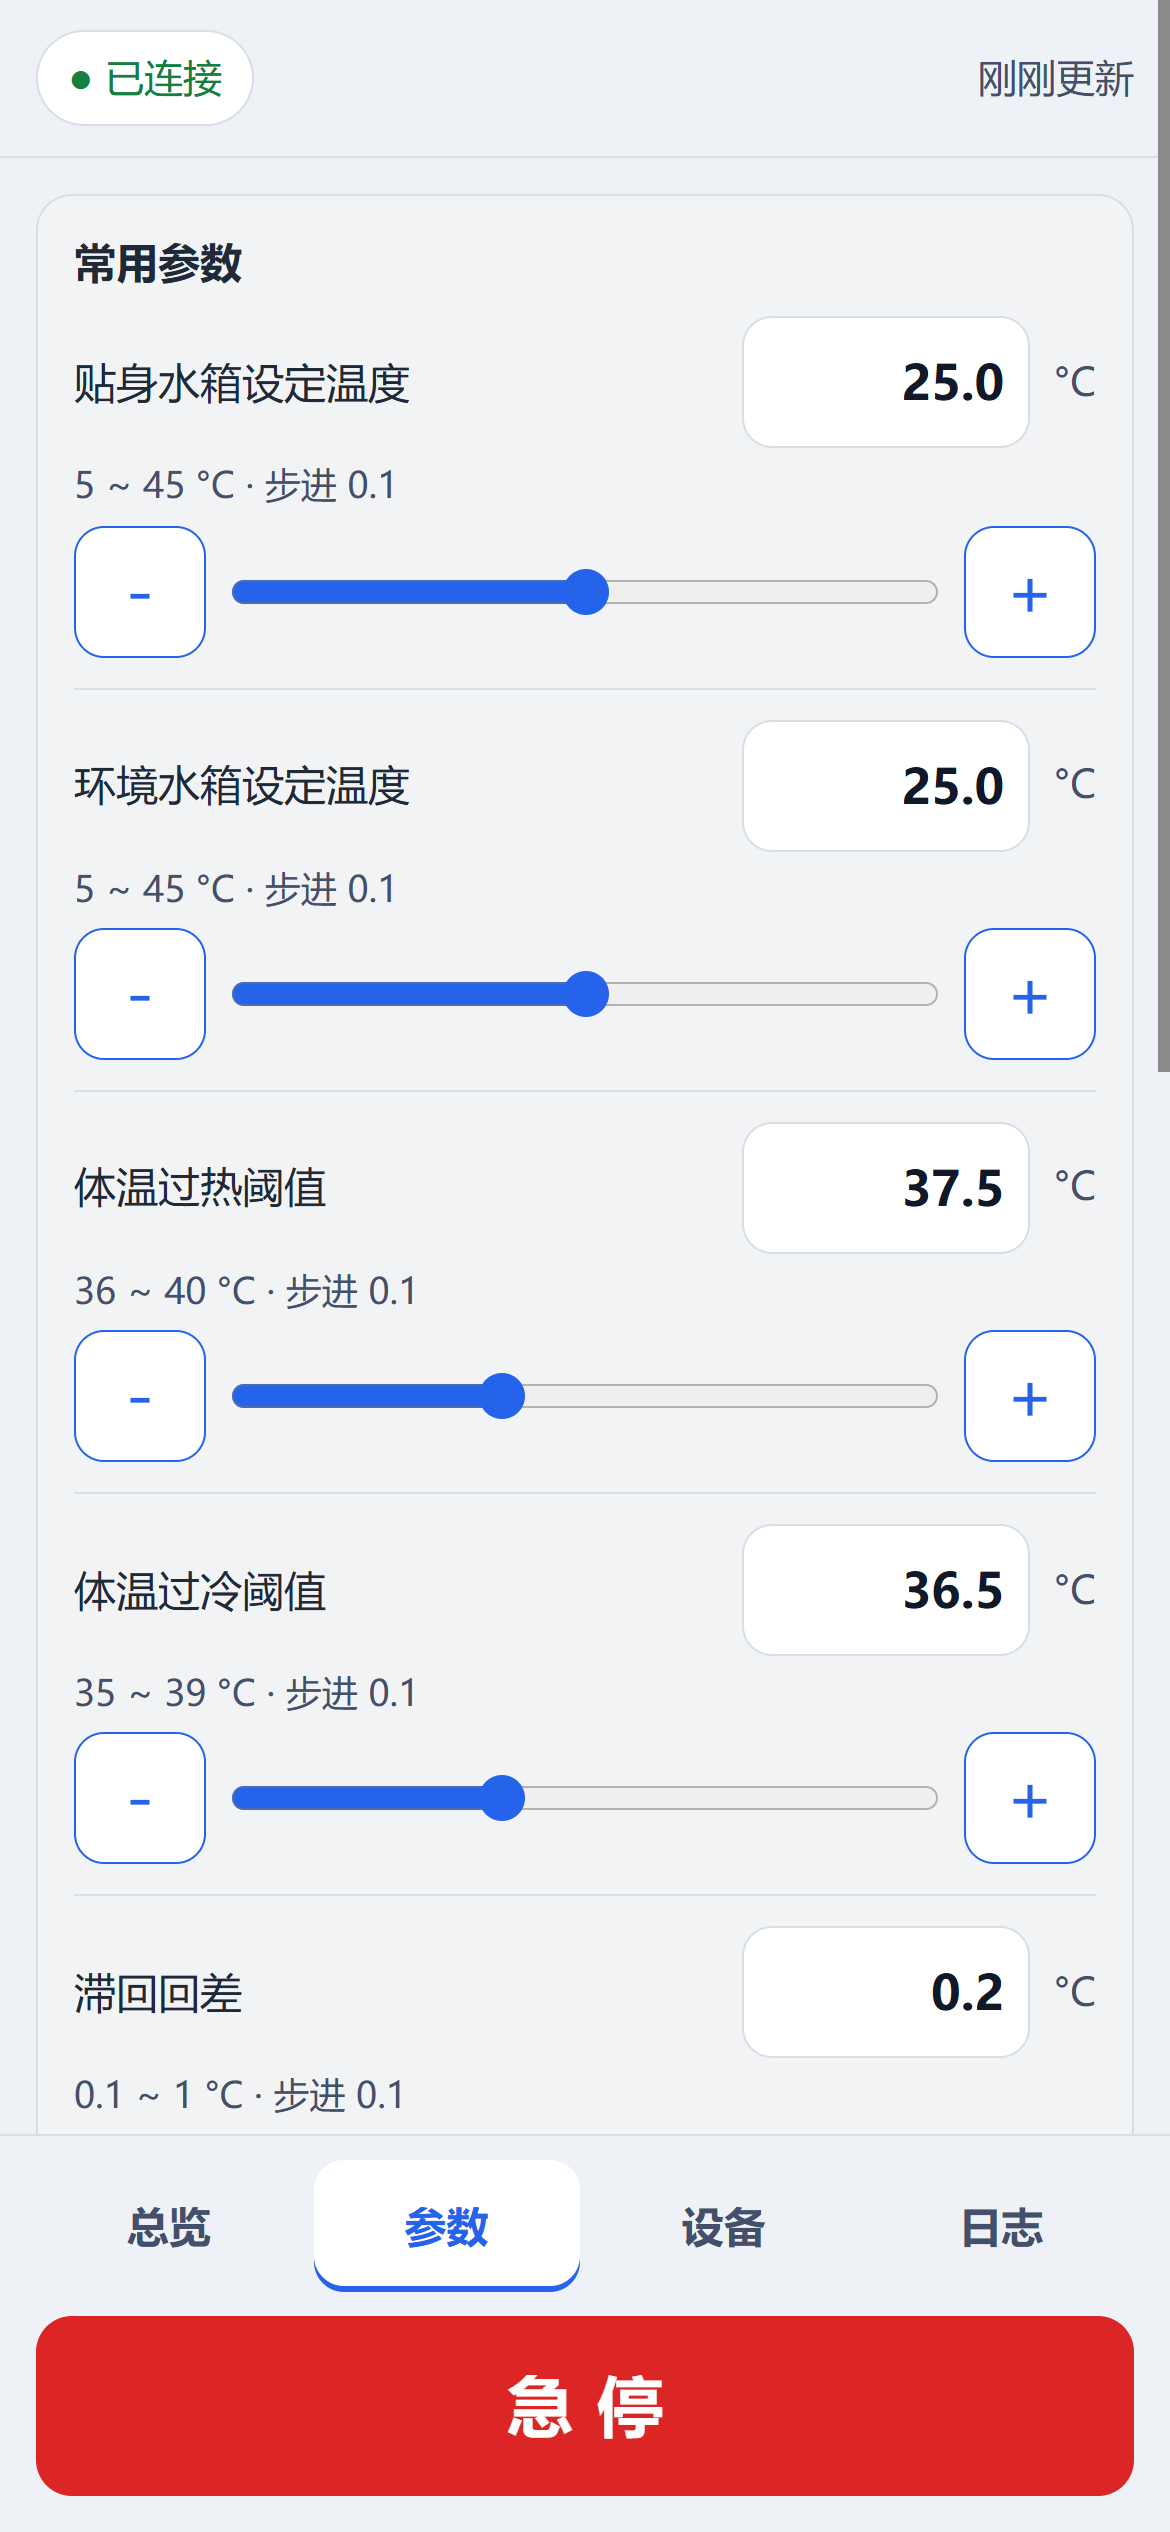 已连接
刚刚更新
常用参数
贴身水箱设定温度 25.0 °C
5 ~ 45 °C · 步进 0.1
- +
环境水箱设定温度 25.0 °C
5 ~ 45 °C · 步进 0.1
- +
体温过热阈值 37.5 °C
36 ~ 40 °C · 步进 0.1
- +
体温过冷阈值 36.5 °C
35 ~ 39 °C · 步进 0.1
- +
滞回回差 0.2 °C
0.1 ~ 1 °C · 步进 0.1
总览 参数 设备 日志
急 停